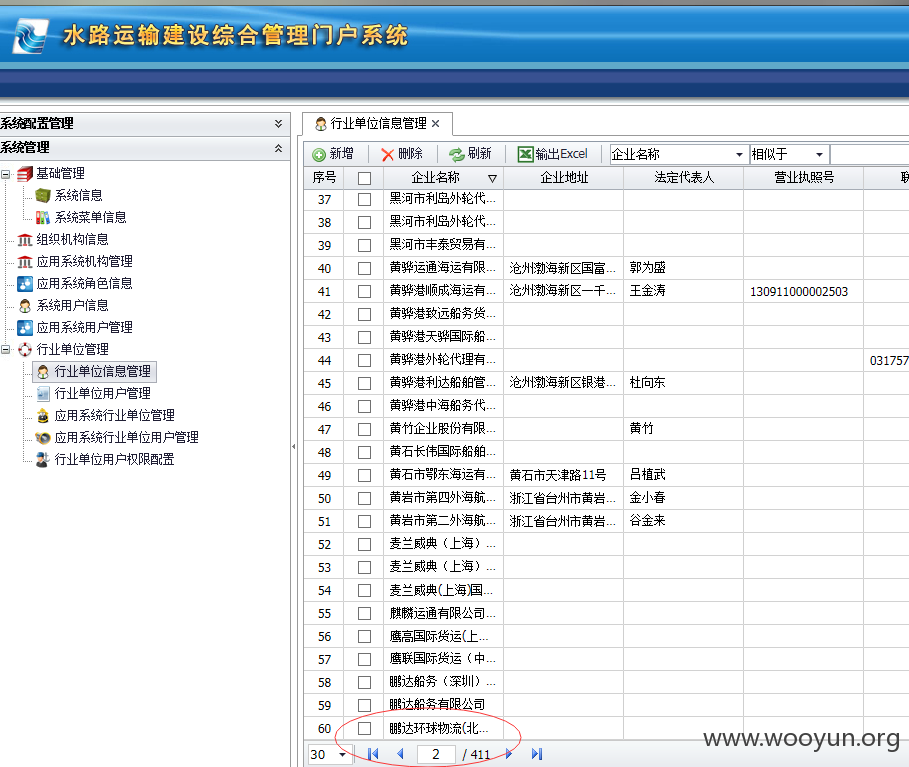 水路运输建设综合管理门户系统
系统配置管理
系统管理
基础管理
系统信息
系统菜单信息
组织机构信息
应用系统机构管理
应用系统角色信息
系统用户信息
应用系统用户管理
行业单位管理
行业单位信息管理
行业单位用户管理
应用系统行业单位管理
应用系统行业单位用户管理
行业单位用户权限配置
行业单位信息管理
新增 删除 刷新 输出Excel 企业名称 相似于
序号 企业名称 企业地址 法定代表人 营业执照号
37 黑河市利岛外轮代...
38 黑河市利岛外轮代...
39 黑河市丰泰贸易有...
40 黄骅运通海运有限... 沧州渤海新区国富... 郭为盛
41 黄骅港顺成海运有... 沧州渤海新区一千... 王金涛 130911000002503
42 黄骅港致远船务货...
43 黄骅港天骅国际船...
44 黄骅港外轮代理有... 031757
45 黄骅港利达船舶管... 沧州渤海新区银港... 杜向东
46 黄骅港中海船务代...
47 黄竹企业股份有限... 黄竹
48 黄石长伟国际船舶...
49 黄石市鄂东海运有... 黄石市天津路11号 吕植武
50 黄岩市第四外海航... 浙江省台州市黄岩... 金小春
51 黄岩市第二外海航... 浙江省台州市黄岩... 谷金来
52 麦兰威典（上海）...
53 麦兰威典（上海）...
54 麦兰威典(上海)国...
55 麒麟运通有限公司...
56 鹰高国际货运(上...
57 鹰联国际货运（中...
58 鹏达船务（深圳）...
59 鹏达船务有限公司
60 鹏达环球物流(北...
30 2 / 411
www.wooyun.org